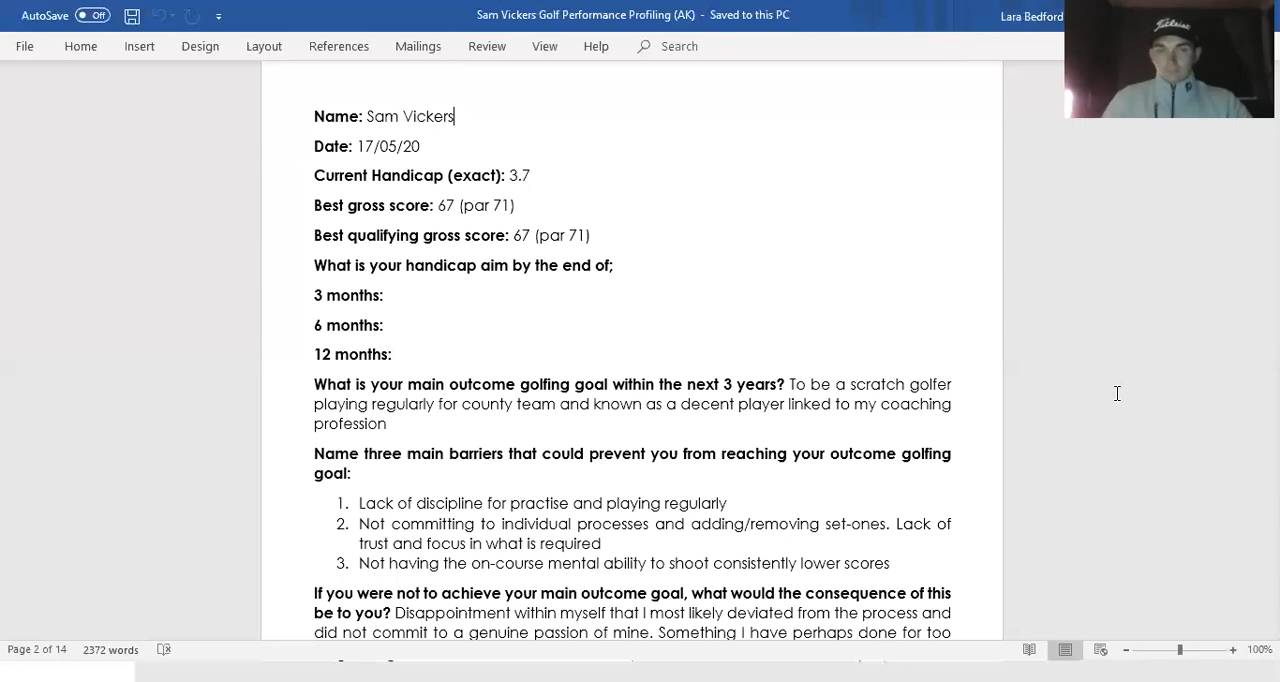 AutoSave Off Sam Vickers Golf Performance Profiling (AK) - Saved to this PC Lara Bedford
File Home Insert Design Layout References Mailings Review View Help Search
Titleist
Name: Sam Vickers
Date: 17/05/20
Current Handicap (exact): 3.7
Best gross score: 67 (par 71)
Best qualifying gross score: 67 (par 71)
What is your handicap aim by the end of;
3 months:
6 months:
12 months:
What is your main outcome golfing goal within the next 3 years? To be a scratch golfer
playing regularly for county team and known as a decent player linked to my coaching
profession
Name three main barriers that could prevent you from reaching your outcome golfing
goal:
1. Lack of discipline for practise and playing regularly
2. Not committing to individual processes and adding/removing set-ones. Lack of
trust and focus in what is required
3. Not having the on-course mental ability to shoot consistently lower scores
If you were not to achieve your main outcome goal, what would the consequence of this
be to you? Disappointment within myself that I most likely deviated from the process and
did not commit to a genuine passion of mine. Something I have perhaps done for too
Page 2 of 14 2372 words 100%